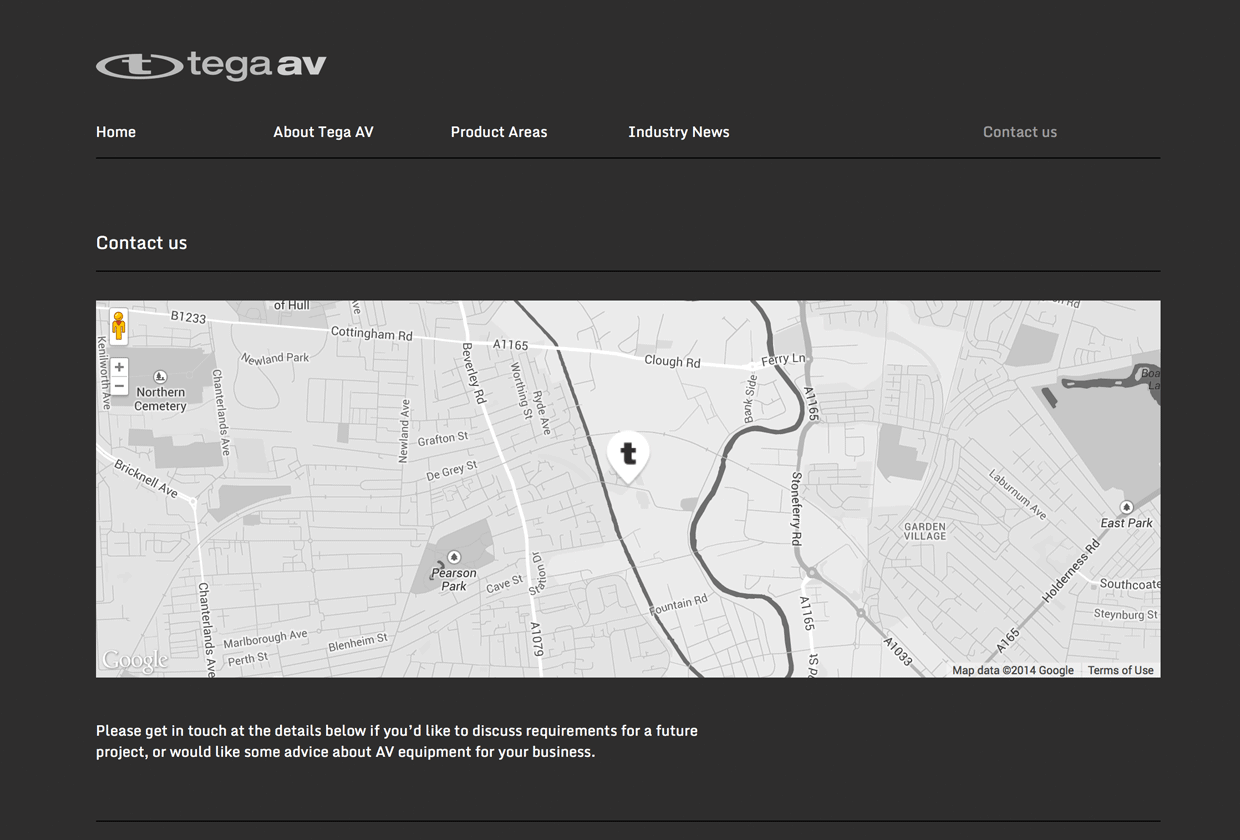 t tega av
Home About Tega AV Product Areas Industry News Contact us
Contact us
of Hull
B1233
Cottingham Rd
A1165
Clough Rd
Ferry Ln
Kenilworth Ave
Newland Park
Northern
Cemetery
Chanterlands Ave
Beverley Rd
Worthing St
Ryde Ave
Bank Side
A1165
Newland Ave
Grafton St
De Grey St
Bricknell Ave
t
Stoneferry Rd
Laburnum Ave
East Park
GARDEN
VILLAGE
Holderness Rd
Pearson
Park
Cave St
Fountain Rd
Southcoate
Steynburg St
Chanterlands Ave
Marlborough Ave
Perth St
Blenheim St
A1079
A1165
A1033
A165
Google
Map data ©2014 Google Terms of Use
Please get in touch at the details below if you’d like to discuss requirements for a future
project, or would like some advice about AV equipment for your business.